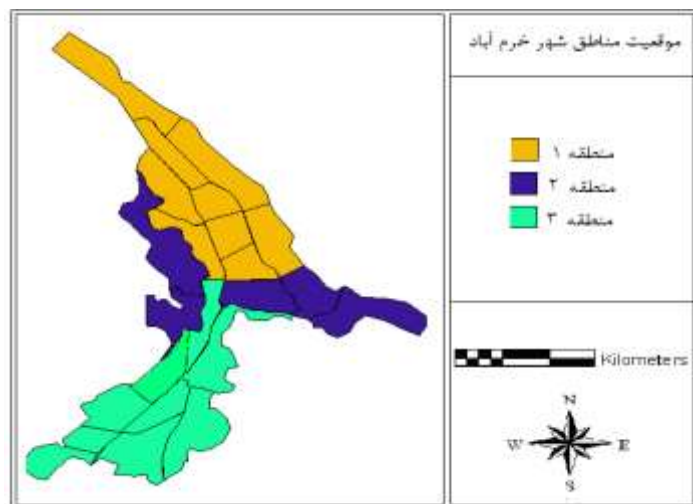 موقعیت مناطق شهر خرم آباد
منطقه ۱
منطقه ۲
منطقه ۳
Kilometers
N
W E
S